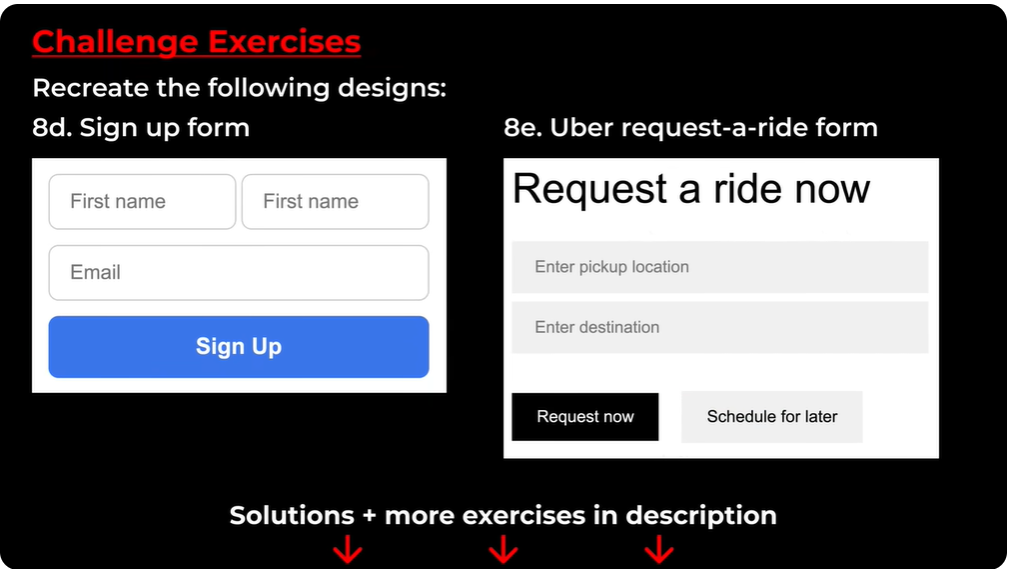 Challenge Exercises
Recreate the following designs:
8d. Sign up form
First name
First name
Email
Sign Up
8e. Uber request-a-ride form
Request a ride now
Enter pickup location
Enter destination
Request now
Schedule for later
Solutions + more exercises in description